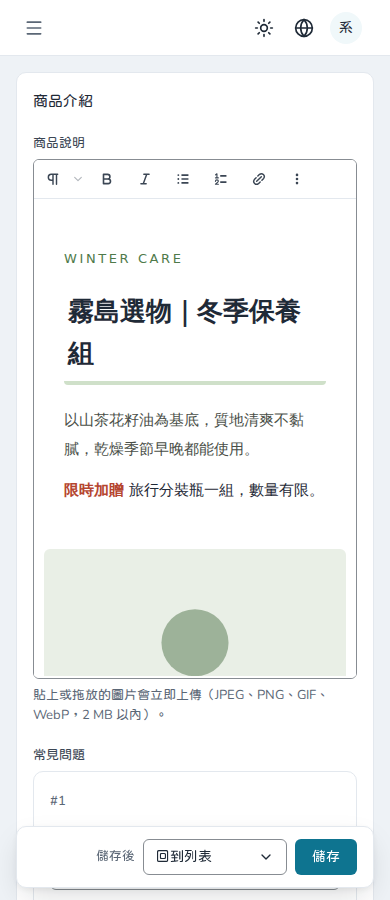 系
商品介紹
商品說明
WINTER CARE
霧島選物｜冬季保養
組
以山茶花籽油為基底，質地清爽不黏
膩，乾燥季節早晚都能使用。
限時加贈 旅行分裝瓶一組，數量有限。
貼上或拖放的圖片會立即上傳（JPEG、PNG、GIF、
WebP，2 MB 以內）。
常見問題
#1
儲存後 回到列表 儲存